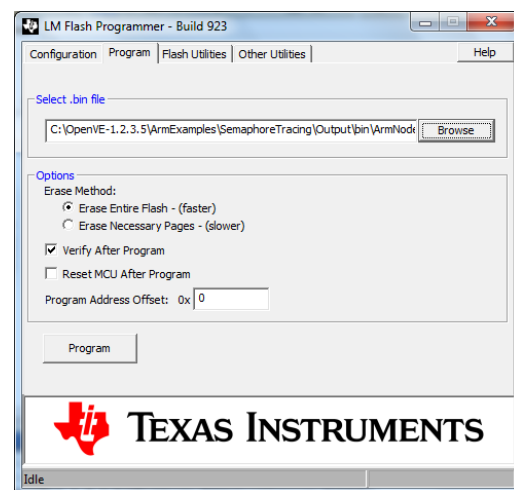 LM Flash Programmer - Build 923
Configuration Program Flash Utilities Other Utilities Help
Select .bin file
C:\OpenVE-1.2.3.5\ArmExamples\SemaphoreTracing\Output\bin\ArmNode Browse
Options
Erase Method:
Erase Entire Flash - (faster)
Erase Necessary Pages - (slower)
Verify After Program
Reset MCU After Program
Program Address Offset: 0x 0
Program
TEXAS INSTRUMENTS
Idle